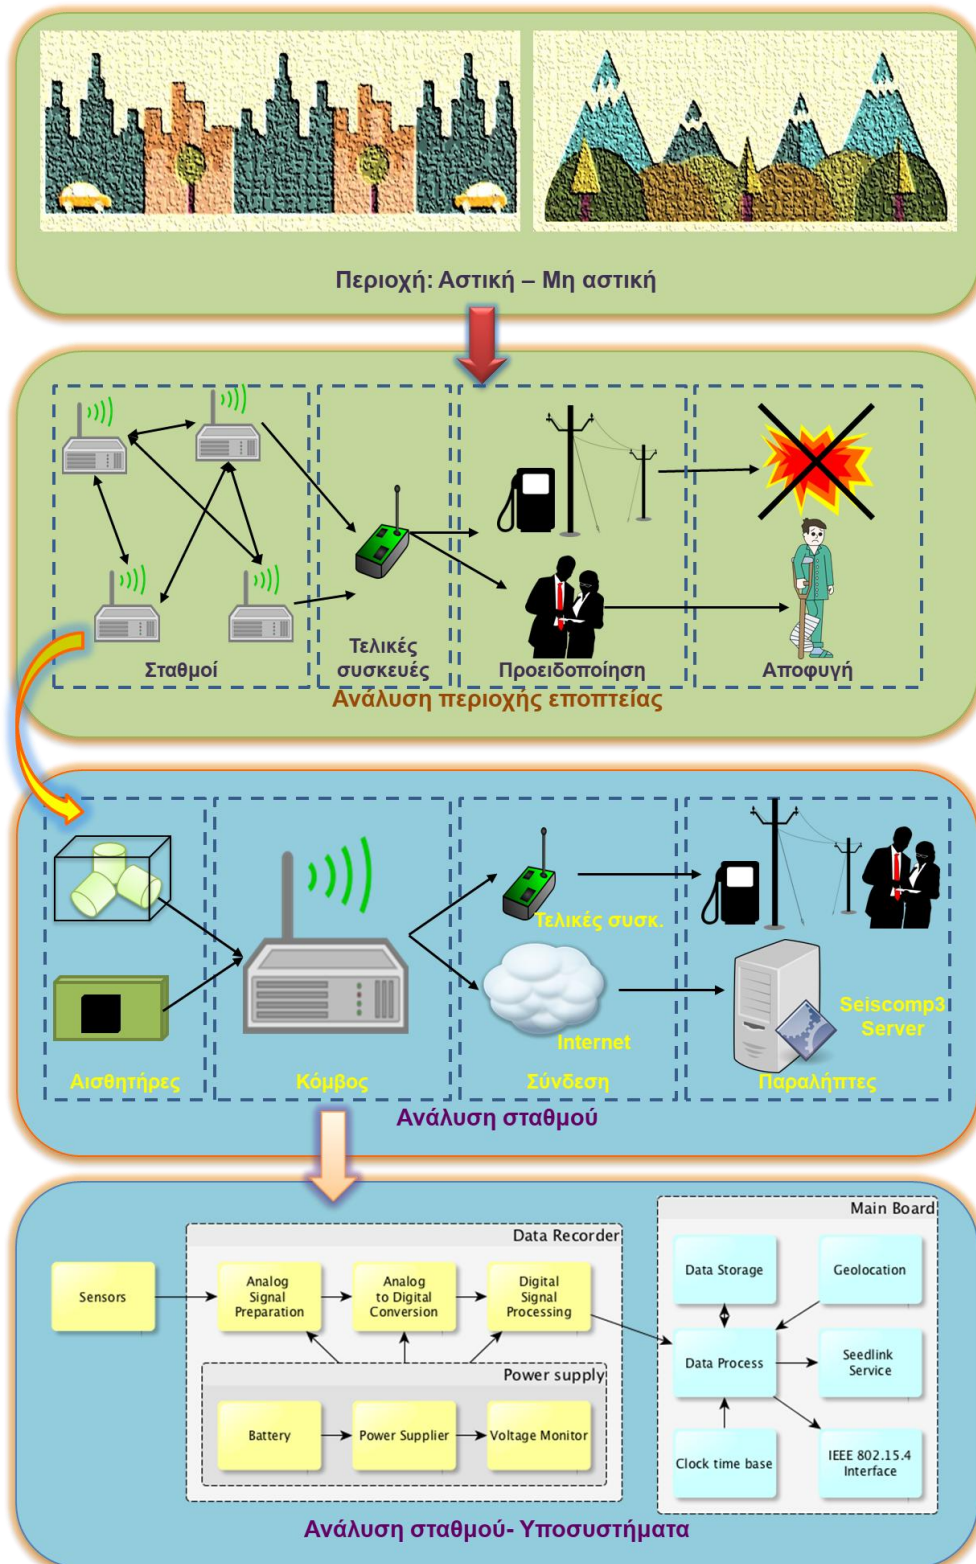 Περιοχή: Αστική – Μη αστική
Σταθμοί
Τελικές
συσκευές
Προειδοποίηση
Αποφυγή
Ανάλυση περιοχής εποπτείας
Τελικές συσκ.
Internet
Seiscomp3
Server
Αισθητήρες
Κόμβος
Σύνδεση
Παραλήπτες
Ανάλυση σταθμού
Data Recorder
Main Board
Sensors
Analog
Signal
Preparation
Analog
to Digital
Conversion
Digital
Signal
Processing
Data Storage
Geolocation
Data Process
Seedlink
Service
Power supply
Battery
Power Supplier
Voltage Monitor
Clock time base
IEEE 802.15.4
Interface
Ανάλυση σταθμού- Υποσυστήματα